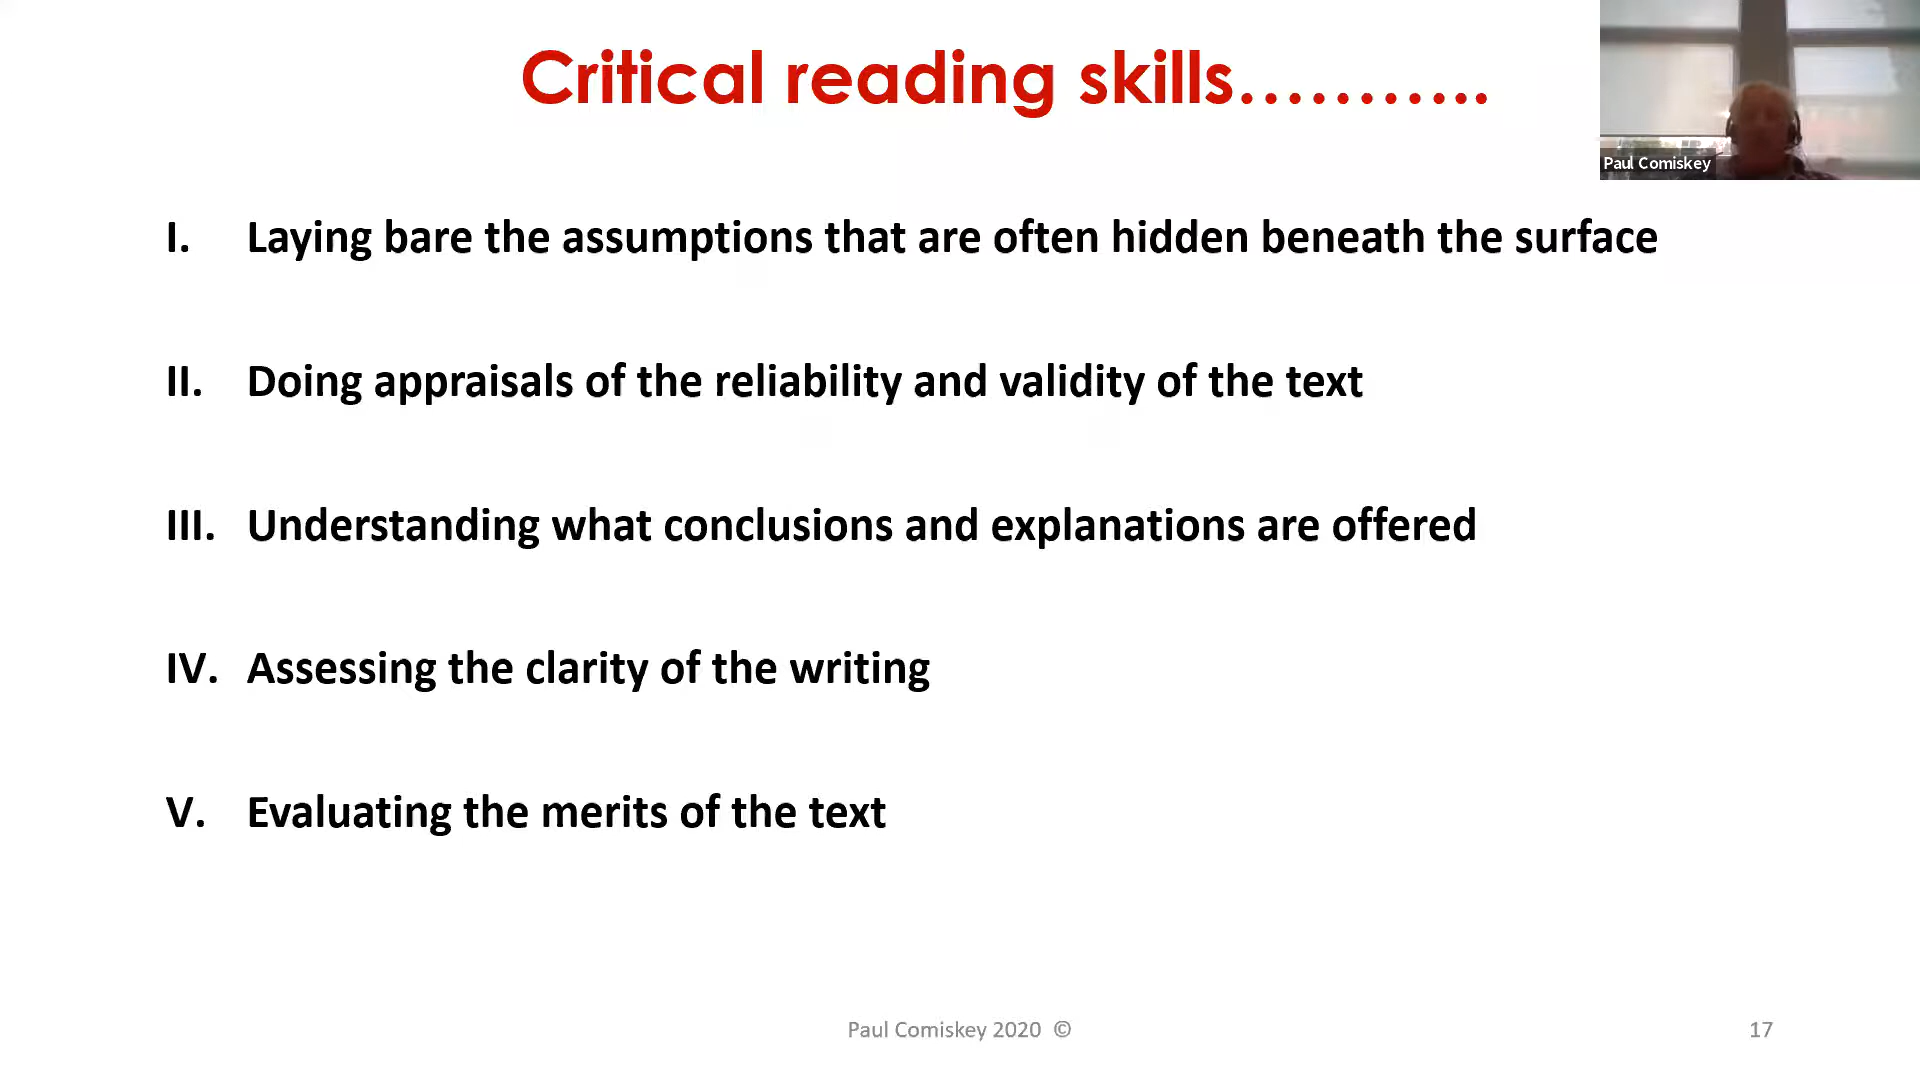 Critical reading skills………..
Paul Comiskey
I. Laying bare the assumptions that are often hidden beneath the surface
II. Doing appraisals of the reliability and validity of the text
III. Understanding what conclusions and explanations are offered
IV. Assessing the clarity of the writing
V. Evaluating the merits of the text
Paul Comiskey 2020 ©
17